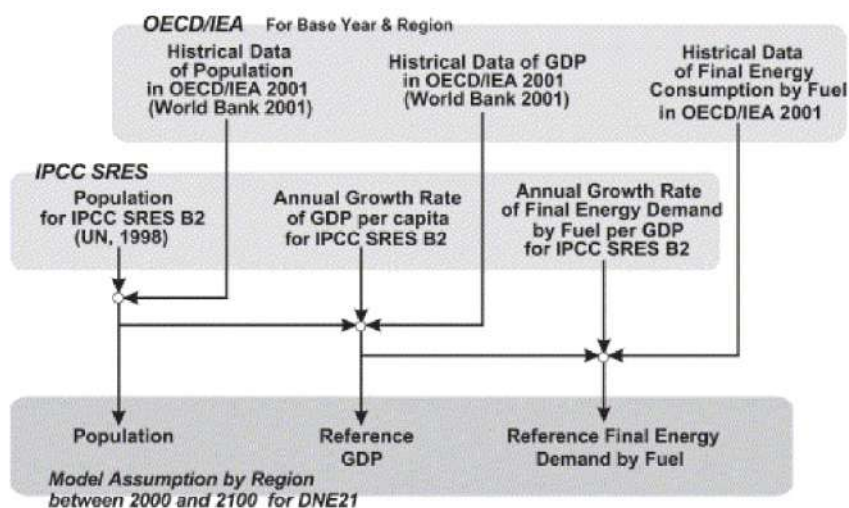 OECD/IEA For Base Year & Region
Histrical Data
of Population
in OECD/IEA 2001
(World Bank 2001)
Histrical Data of GDP
in OECD/IEA 2001
(World Bank 2001)
Histrical Data
of Final Energy
Consumption by Fuel
in OECD/IEA 2001
IPCC SRES
Population
for IPCC SRES B2
(UN, 1998)
Annual Growth Rate
of GDP per capita
for IPCC SRES B2
Annual Growth Rate
of Final Energy Demand
by Fuel per GDP
for IPCC SRES B2
Population
Reference
GDP
Reference Final Energy
Demand by Fuel
Model Assumption by Region
between 2000 and 2100 for DNE21